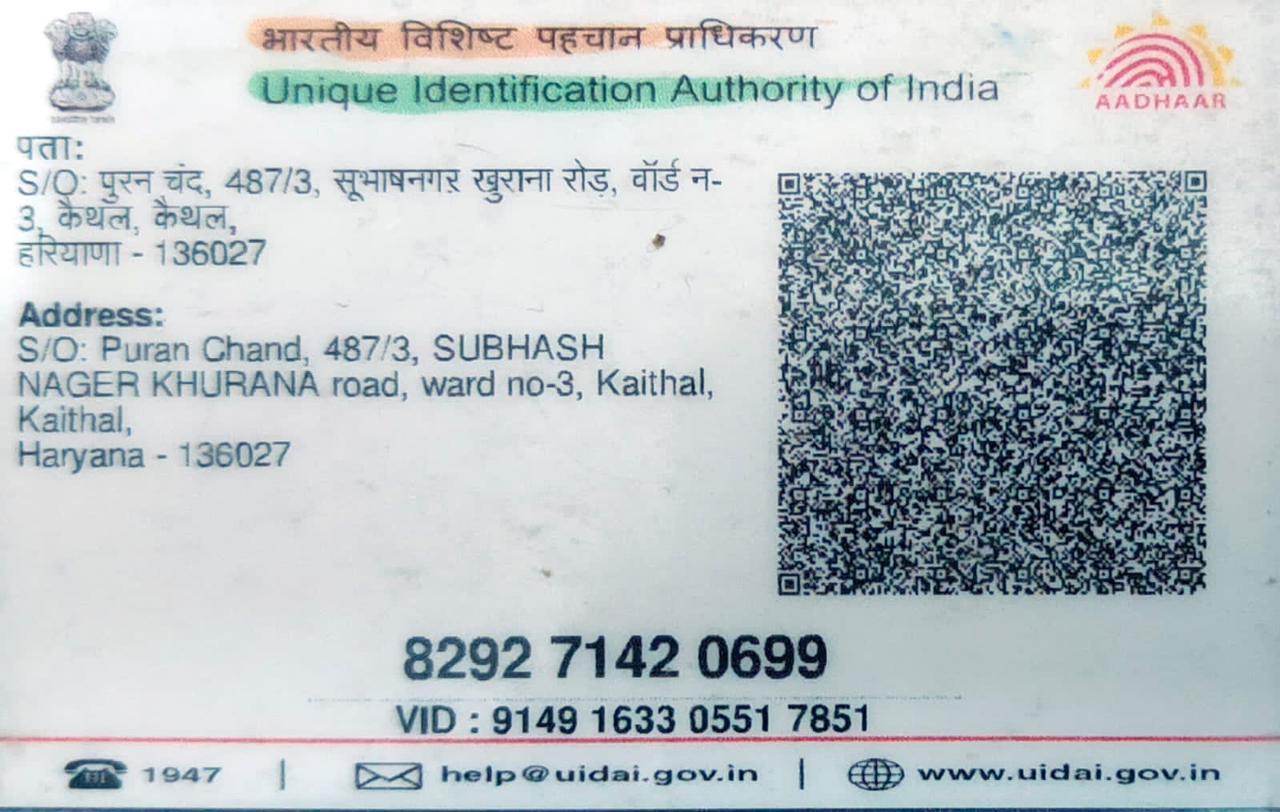 भारतीय विशिष्ट पहचान प्राधिकरण
Unique Identification Authority of India
AADHAAR
पता:
S/O: पुरन चंद, 487/3, सूभाषनगर खुराना रोड़, वॉर्ड न-
3, कैथल, कैथल,
हरियाणा - 136027
Address:
S/O: Puran Chand, 487/3, SUBHASH
NAGER KHURANA road, ward no-3, Kaithal,
Kaithal,
Haryana - 136027
8292 7142 0699
VID : 9149 1633 0551 7851
1947 | help@uidai.gov.in | www.uidai.gov.in